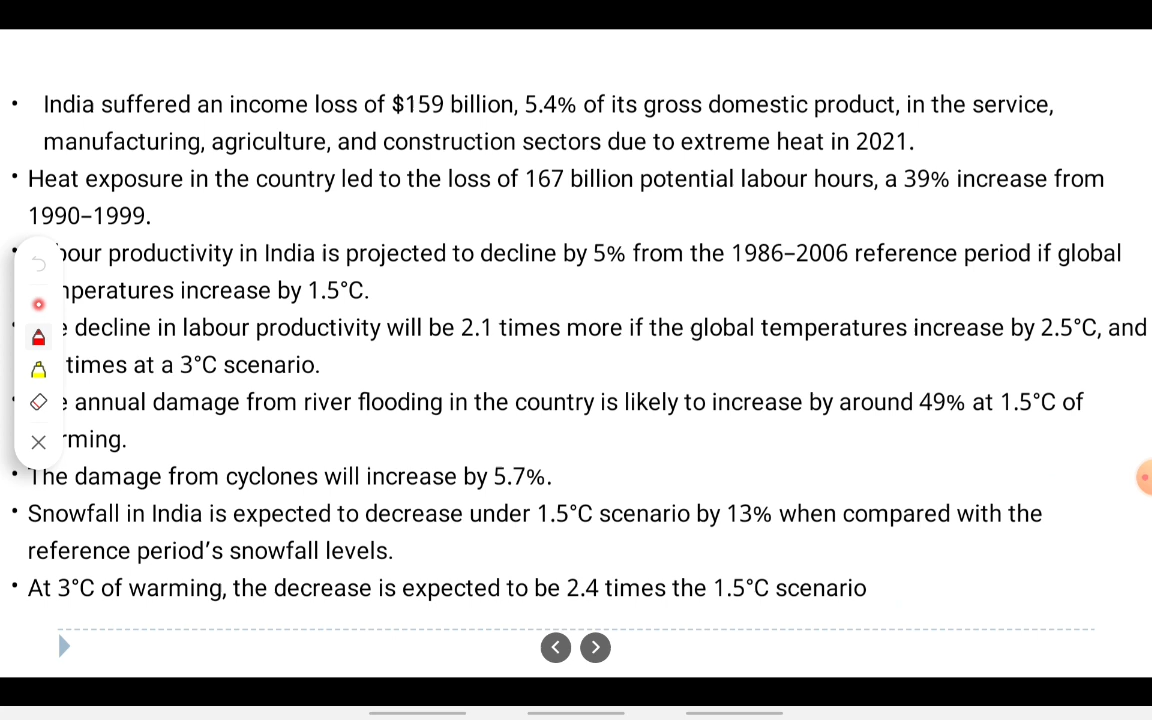 • India suffered an income loss of $159 billion, 5.4% of its gross domestic product, in the service,
manufacturing, agriculture, and construction sectors due to extreme heat in 2021.
• Heat exposure in the country led to the loss of 167 billion potential labour hours, a 39% increase from
1990–1999.
productivity in India is projected to decline by 5% from the 1986–2006 reference period if global
increase by 1.5°C.
decline in labour productivity will be 2.1 times more if the global temperatures increase by 2.5°C, and
times at a 3°C scenario.
annual damage from river flooding in the country is likely to increase by around 49% at 1.5°C of
• The damage from cyclones will increase by 5.7%.
• Snowfall in India is expected to decrease under 1.5°C scenario by 13% when compared with the
reference period’s snowfall levels.
• At 3°C of warming, the decrease is expected to be 2.4 times the 1.5°C scenario